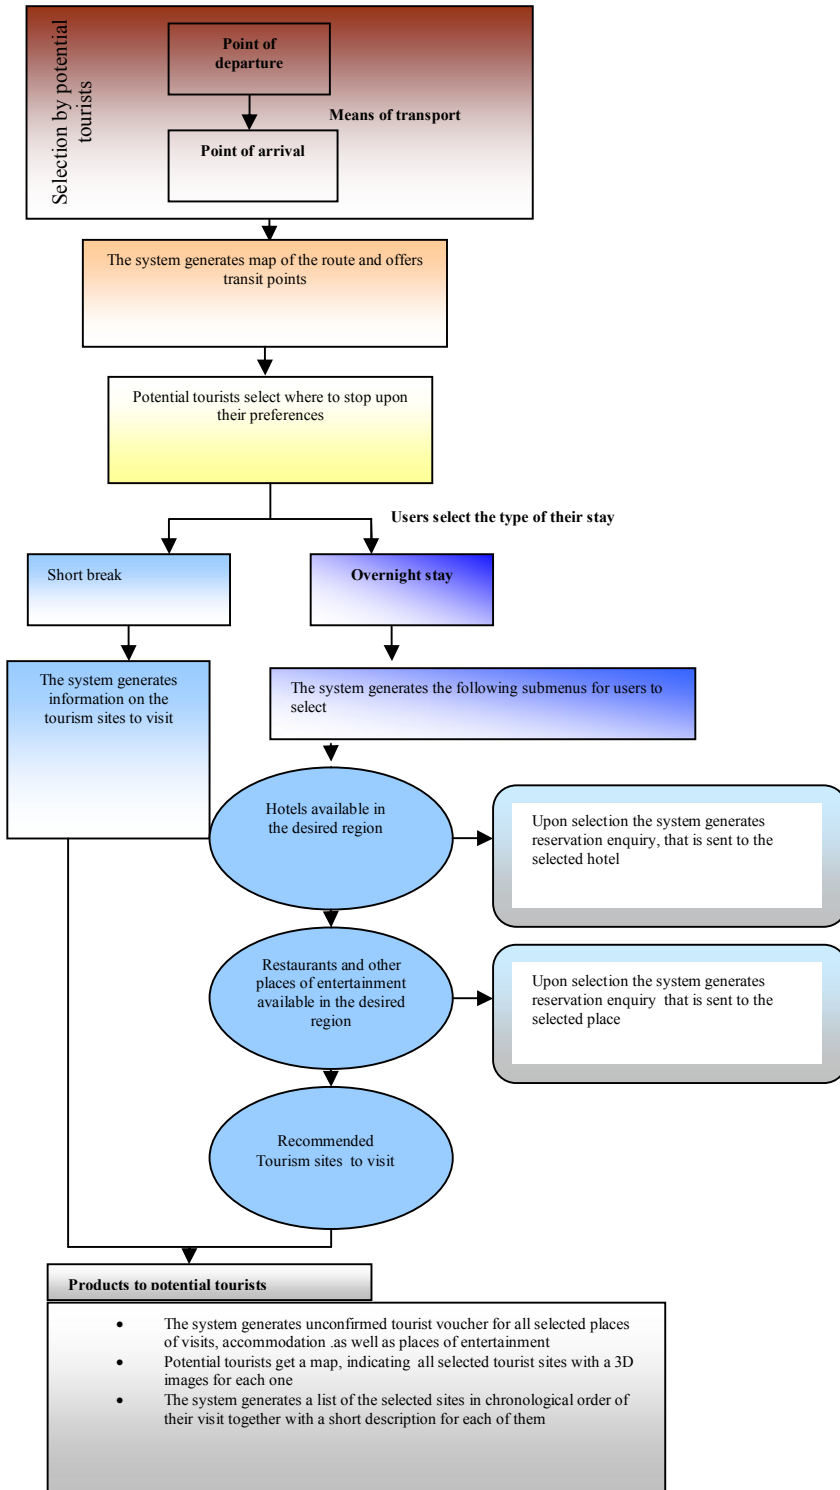 Selection by potential
tourists
Point of
departure
Means of transport
Point of arrival
The system generates map of the route and offers
transit points
Potential tourists select where to stop upon
their preferences
Users select the type of their stay
Short break
Overnight stay
The system generates
information on the
tourism sites to visit
The system generates the following submenus for users to
select
Hotels available in
the desired region
Upon selection the system generates
reservation enquiry, that is sent to the
selected hotel
Restaurants and other
places of entertainment
available in the desired
region
Upon selection the system generates
reservation enquiry that is sent to the
selected place
Recommended
Tourism sites to visit
Products to potential tourists
• The system generates unconfirmed tourist voucher for all selected places
of visits, accommodation .as well as places of entertainment
• Potential tourists get a map, indicating all selected tourist sites with a 3D
images for each one
• The system generates a list of the selected sites in chronological order of
their visit together with a short description for each of them